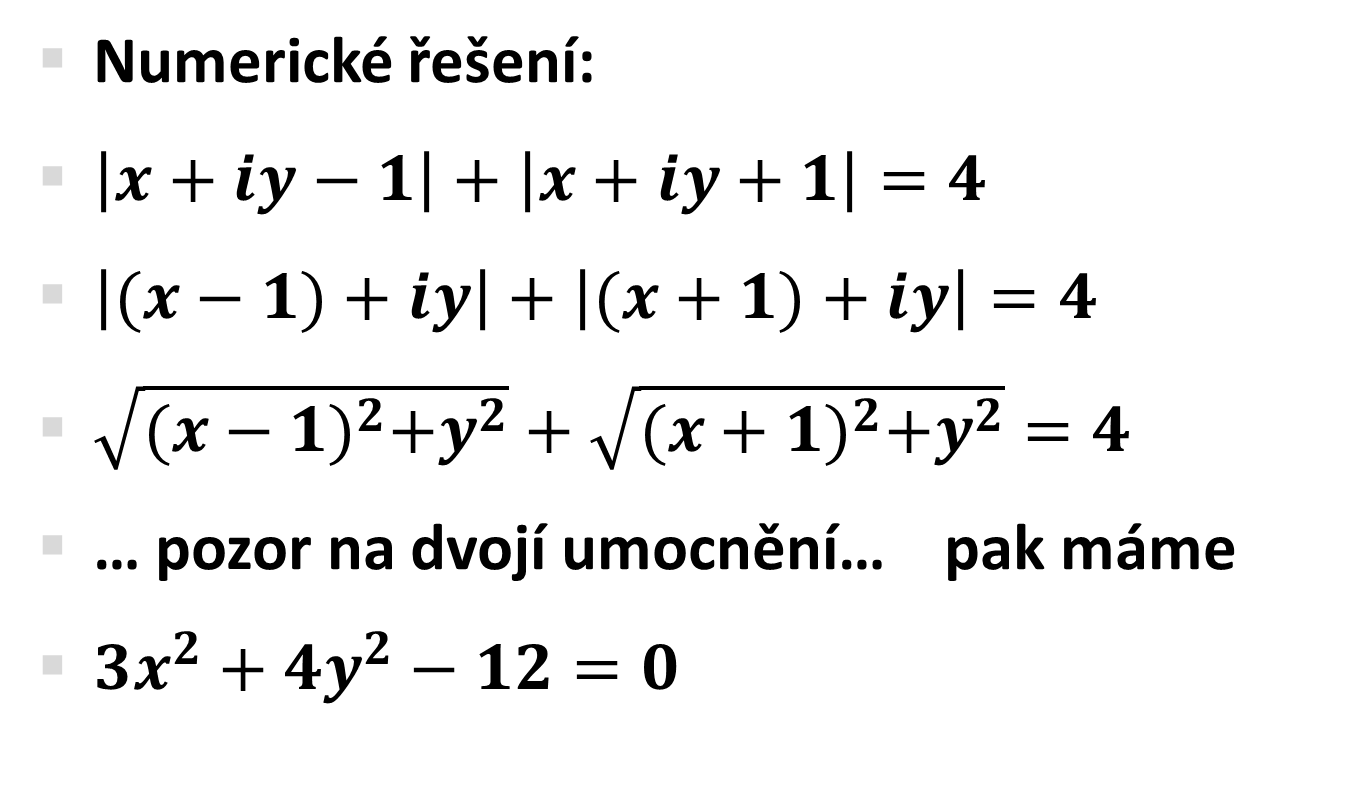 Numerické řešení:
|x + iy − 1| + |x + iy + 1| = 4
|(x − 1) + iy| + |(x + 1) + iy| = 4
√((x − 1)²+y²) + √((x + 1)²+y²) = 4
... pozor na dvojí umocnění... pak máme
3x² + 4y² − 12 = 0